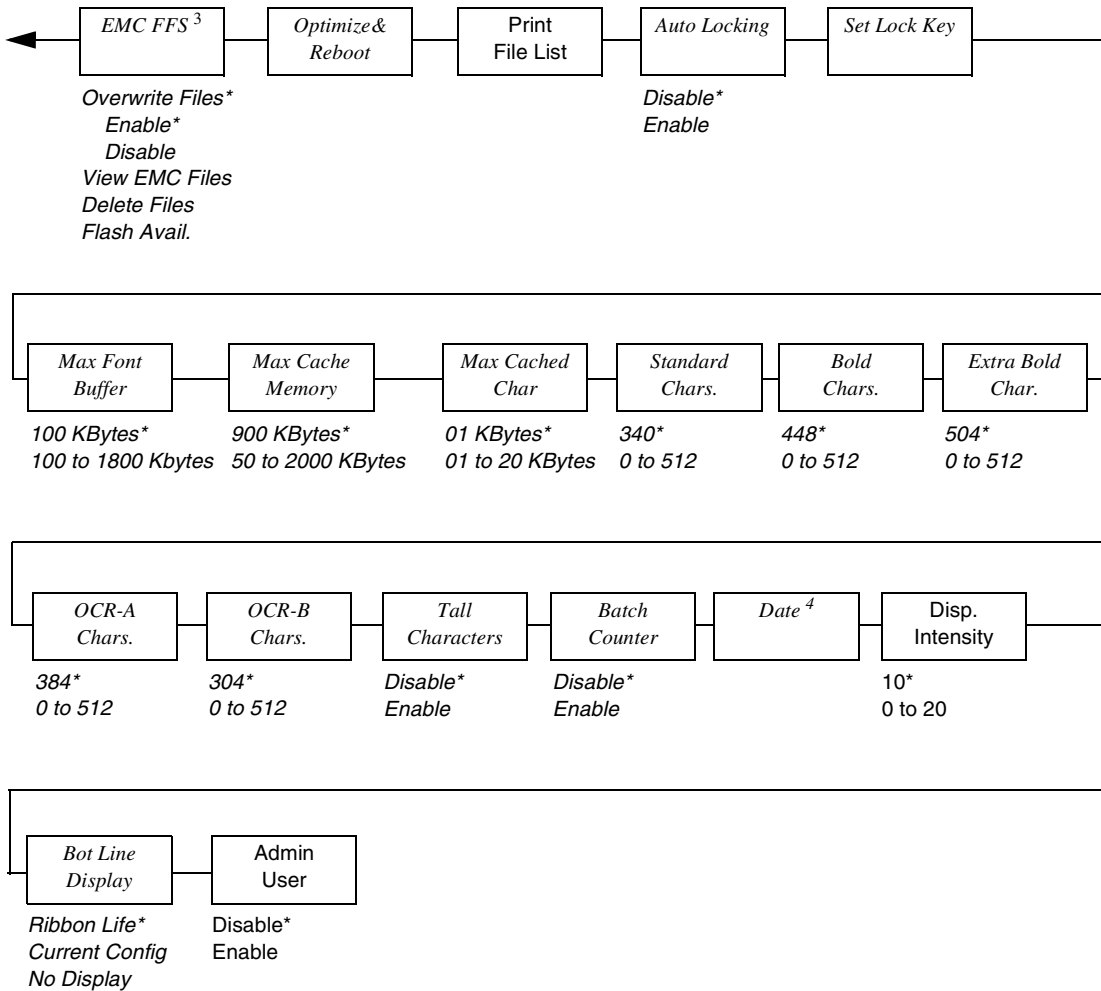 EMC FFS 3
Overwrite Files*
Enable*
Disable
View EMC Files
Delete Files
Flash Avail.
Optimize&
Reboot
Print
File List
Auto Locking
Disable*
Enable
Set Lock Key
Max Font
Buffer
100 KBytes*
100 to 1800 Kbytes
Max Cache
Memory
900 KBytes*
50 to 2000 KBytes
Max Cached
Char
01 KBytes*
01 to 20 KBytes
Standard
Chars.
340*
0 to 512
Bold
Chars.
448*
0 to 512
Extra Bold
Char.
504*
0 to 512
OCR-A
Chars.
384*
0 to 512
OCR-B
Chars.
304*
0 to 512
Tall
Characters
Disable*
Enable
Batch
Counter
Disable*
Enable
Date 4
Disp.
Intensity
10*
0 to 20
Bot Line
Display
Ribbon Life*
Current Config
No Display
Admin
User
Disable*
Enable